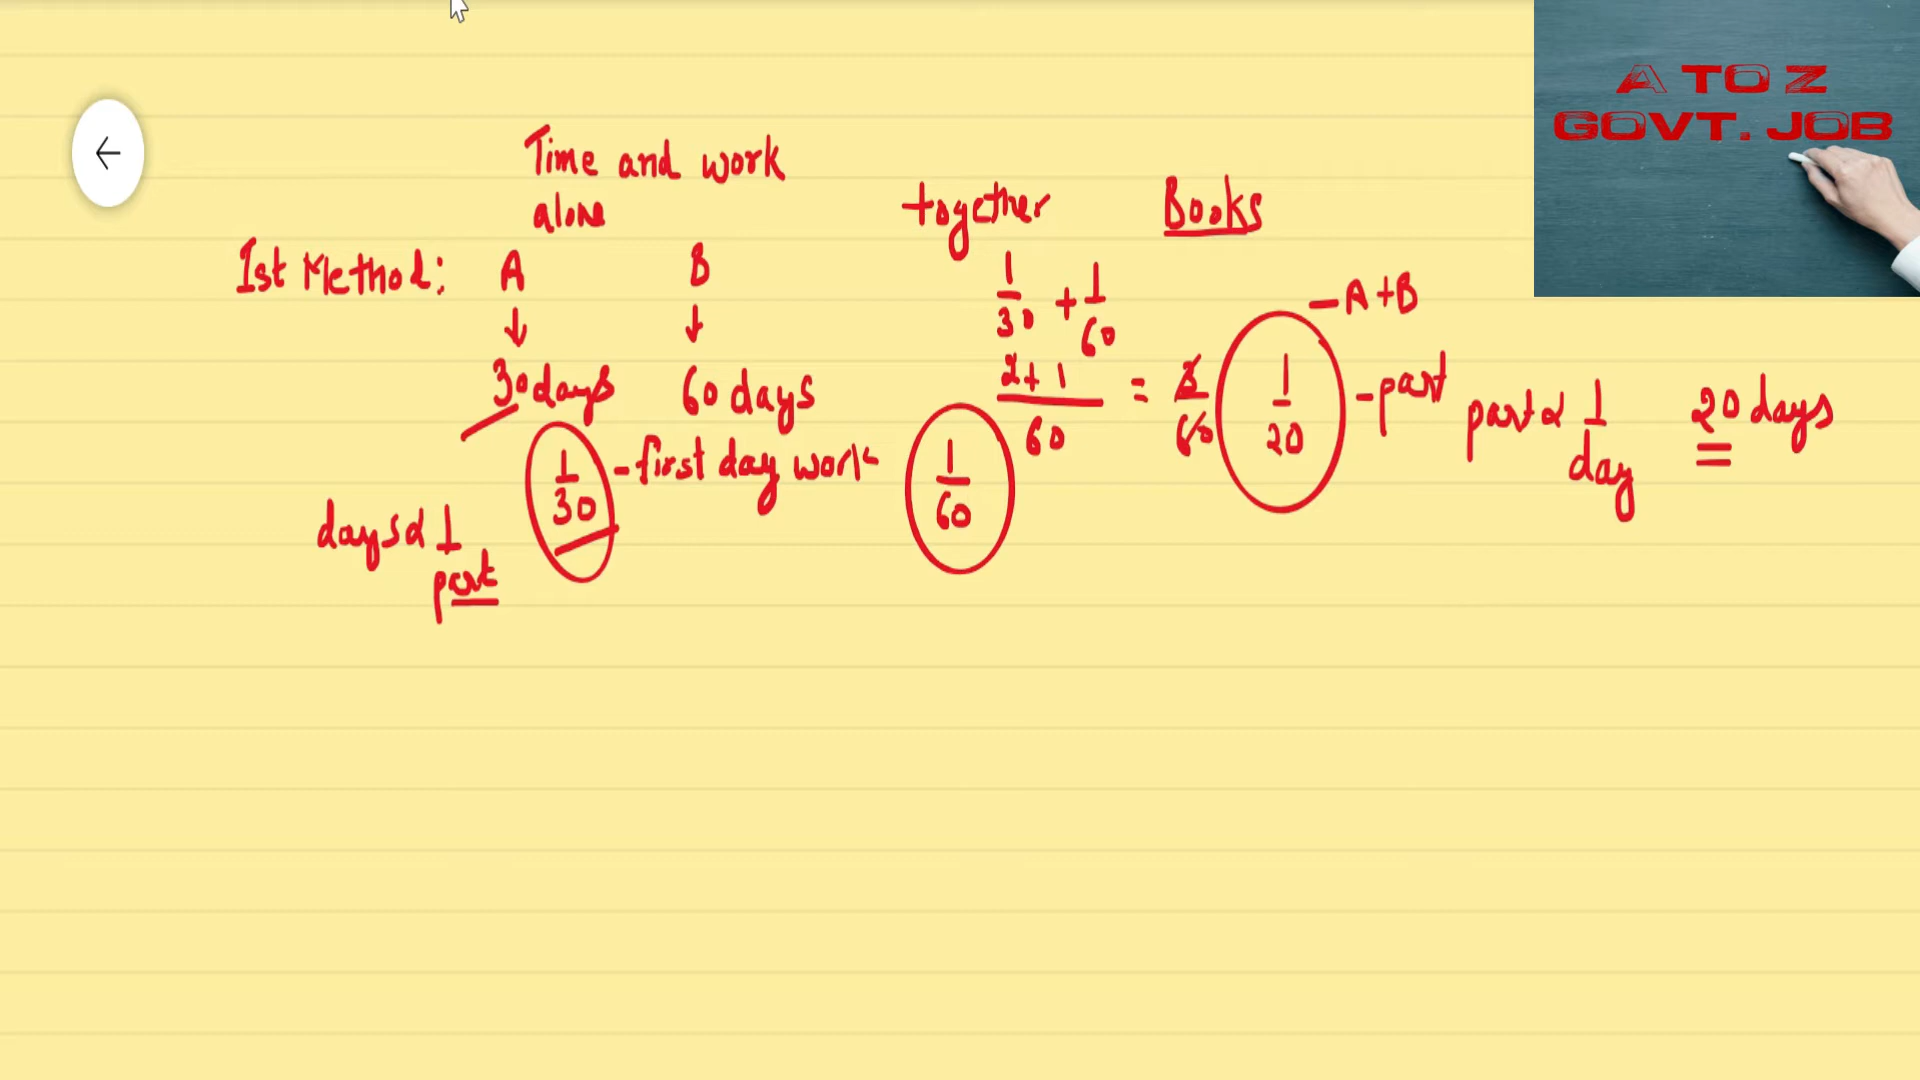 A TO Z
GOVT. JOB
Time and work
alone
together
Books
Ist Method:
A
B
1/30 + 1/60
- A+B
30 days
60 days
2+1/60 = 3/60
1/20
- part
part α 1/day
20 days
1/30
- first day work
1/60
days α 1/part